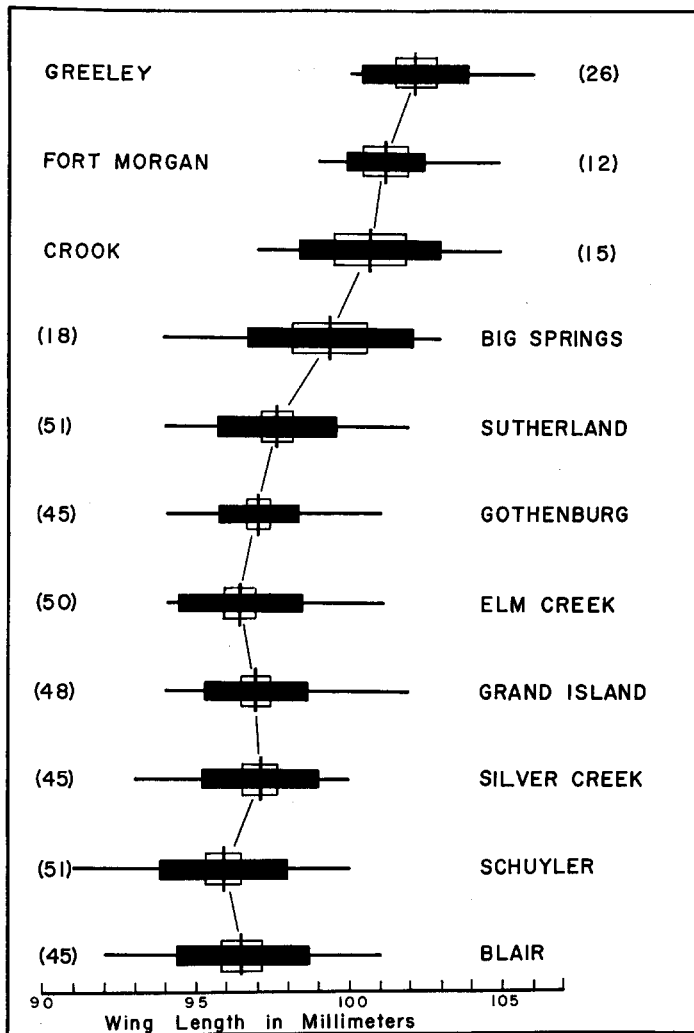 GREELEY (26)
FORT MORGAN (12)
CROOK (15)
(18) BIG SPRINGS
(51) SUTHERLAND
(45) GOTHENBURG
(50) ELM CREEK
(48) GRAND ISLAND
(45) SILVER CREEK
(51) SCHUYLER
(45) BLAIR
90 95 100 105
Wing Length in Millimeters